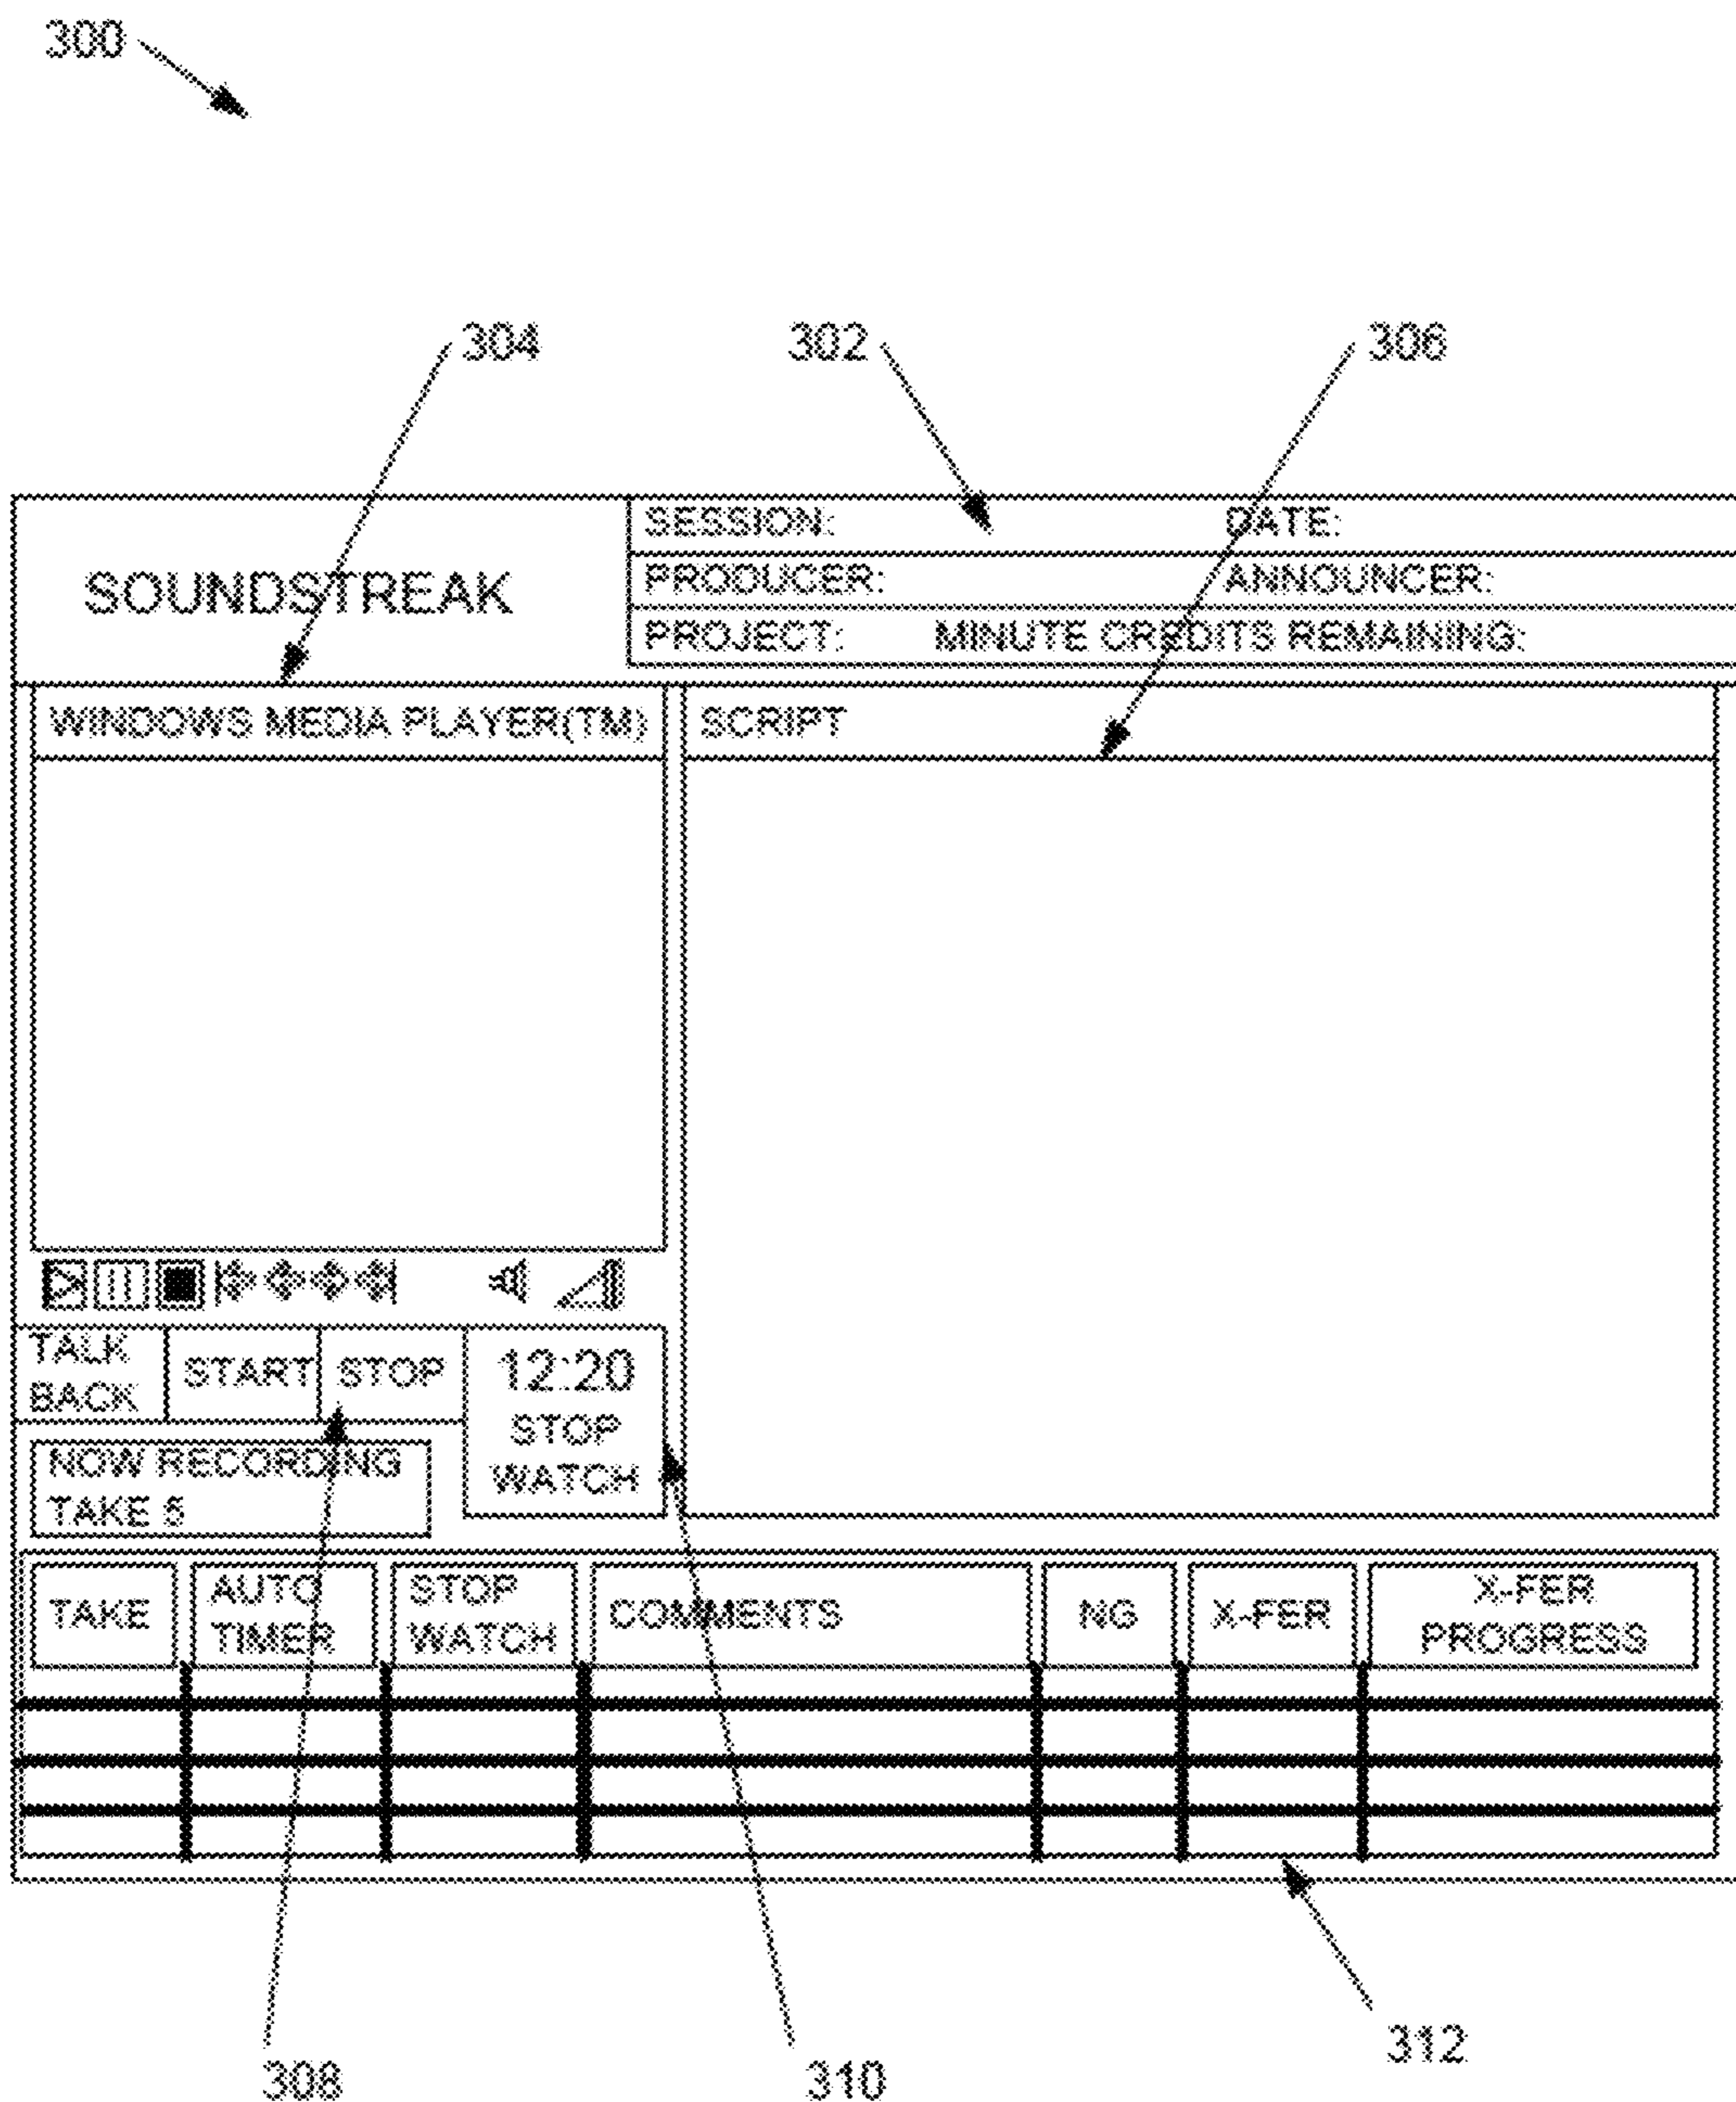 300
304
302
306
SOUNDSTREAK
SESSION: DATE:
PRODUCER: ANNOUNCER:
PROJECT: MINUTE CREDITS REMAINING:
WINDOWS MEDIA PLAYER(TM)
SCRIPT
TALK
BACK
START
STOP
12:20
STOP
WATCH
NOW RECORDING
TAKE 5
TAKE
AUTO
TIMER
STOP
WATCH
COMMENTS
NG
X-FER
X-FER
PROGRESS
308
310
312